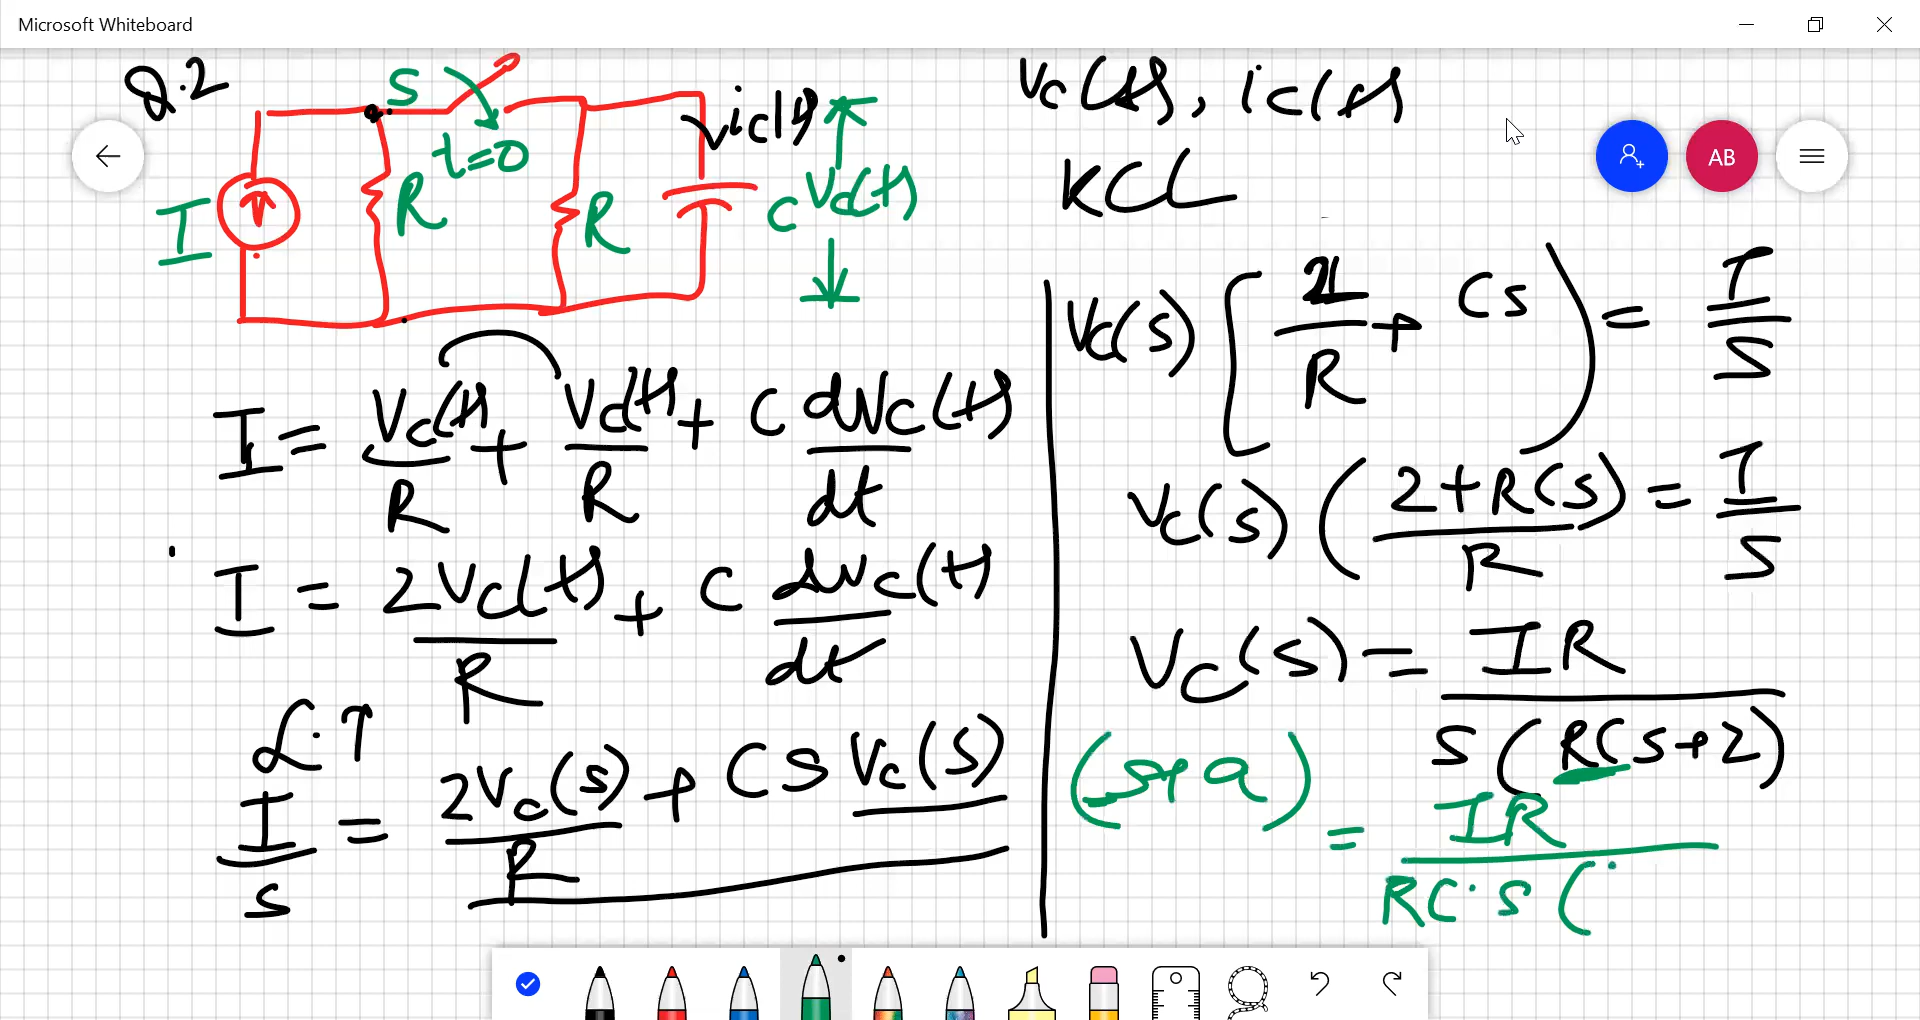 Microsoft Whiteboard
Q.2
S
t=0
I
R
R
C
ic(t)
Vc(t)
Vc(t), ic(t)
KCL
I = Vc(t)/R + Vc(t)/R + C dVc(t)/dt
I = 2Vc(t)/R + C dVc(t)/dt
L.T
I/s = 2Vc(s)/R + CS Vc(s)
Vc(s) [2/R + Cs) = I/S
Vc(s) (2+RCS)/R = I/S
Vc(s) = IR/S(RCS+2)
(s+a)
= IR/RC.S(
AB